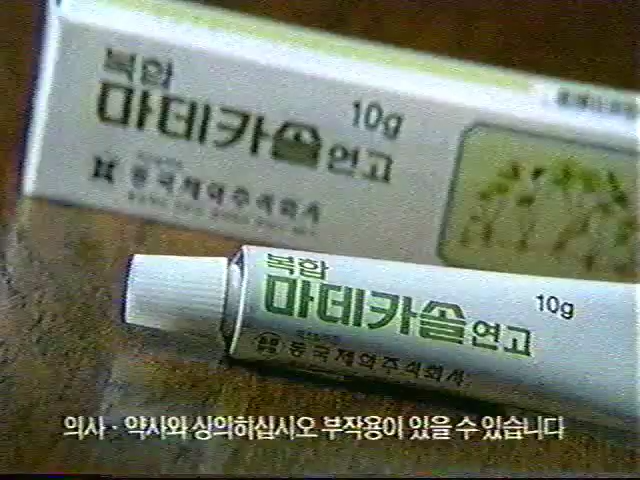 복합
마데카솔연고 10g
동국제약주식회사
복합
마데카솔연고 10g
동국제약주식회사
의사·약사와 상의하십시오 부작용이 있을 수 있습니다